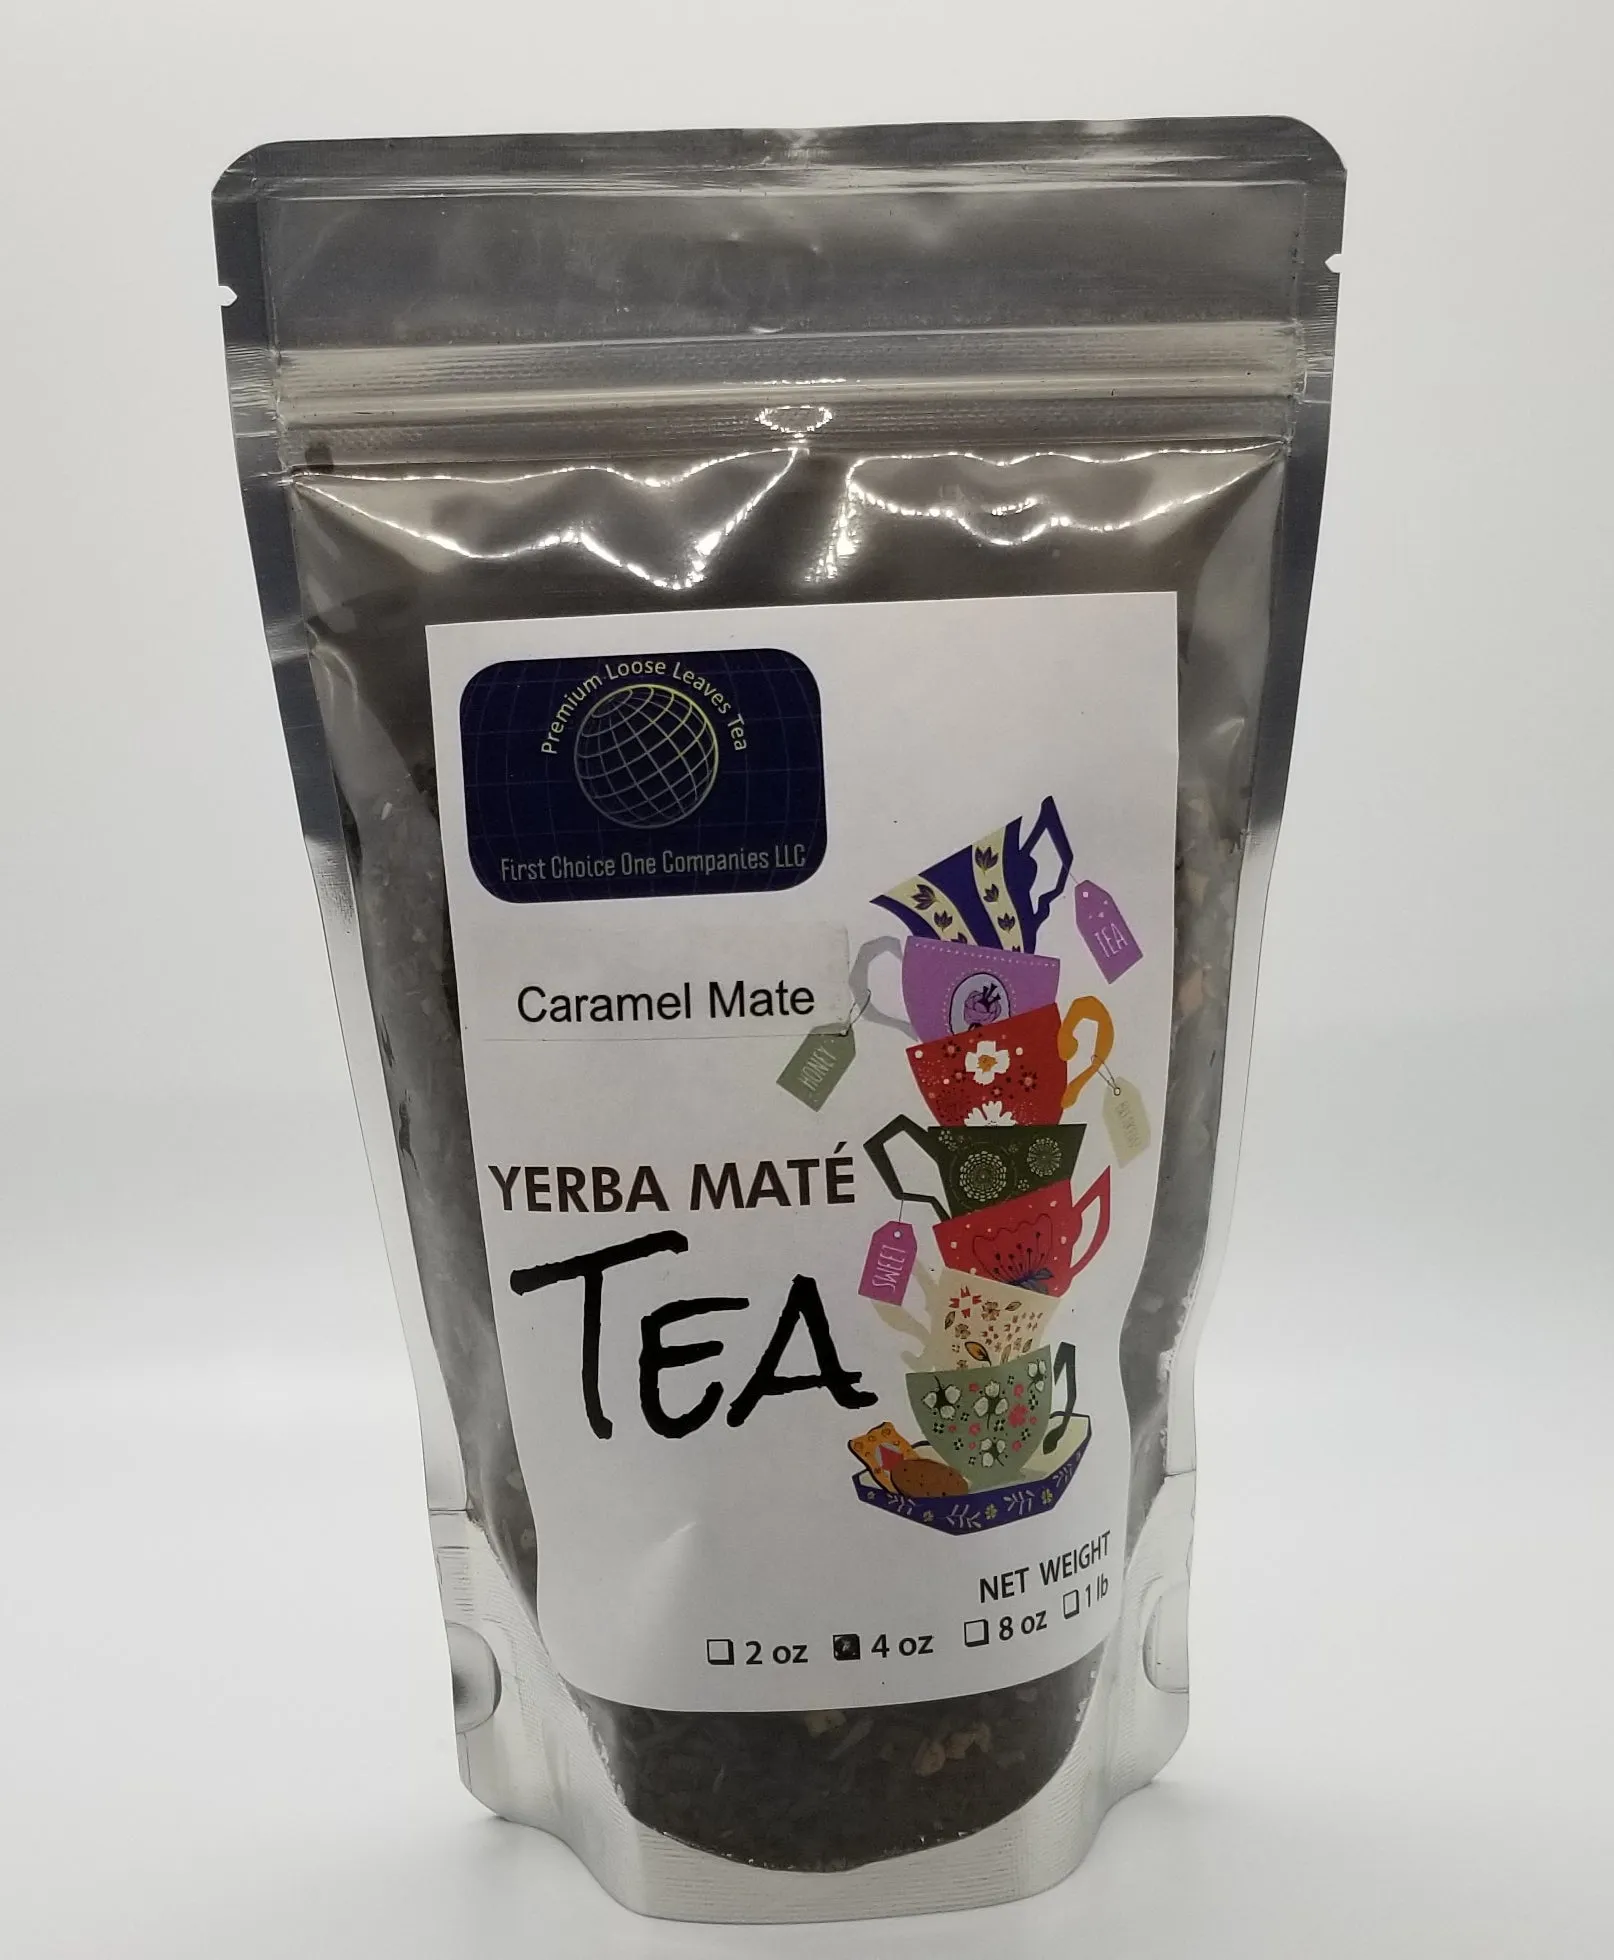 Premium Loose Leaves Tea
First Choice One Companies LLC
Caramel Mate
TEA
HONEY
YERBA MATÉ
TEA
SWEET
NET WEIGHT
2 oz 4 oz 8 oz 1 lb